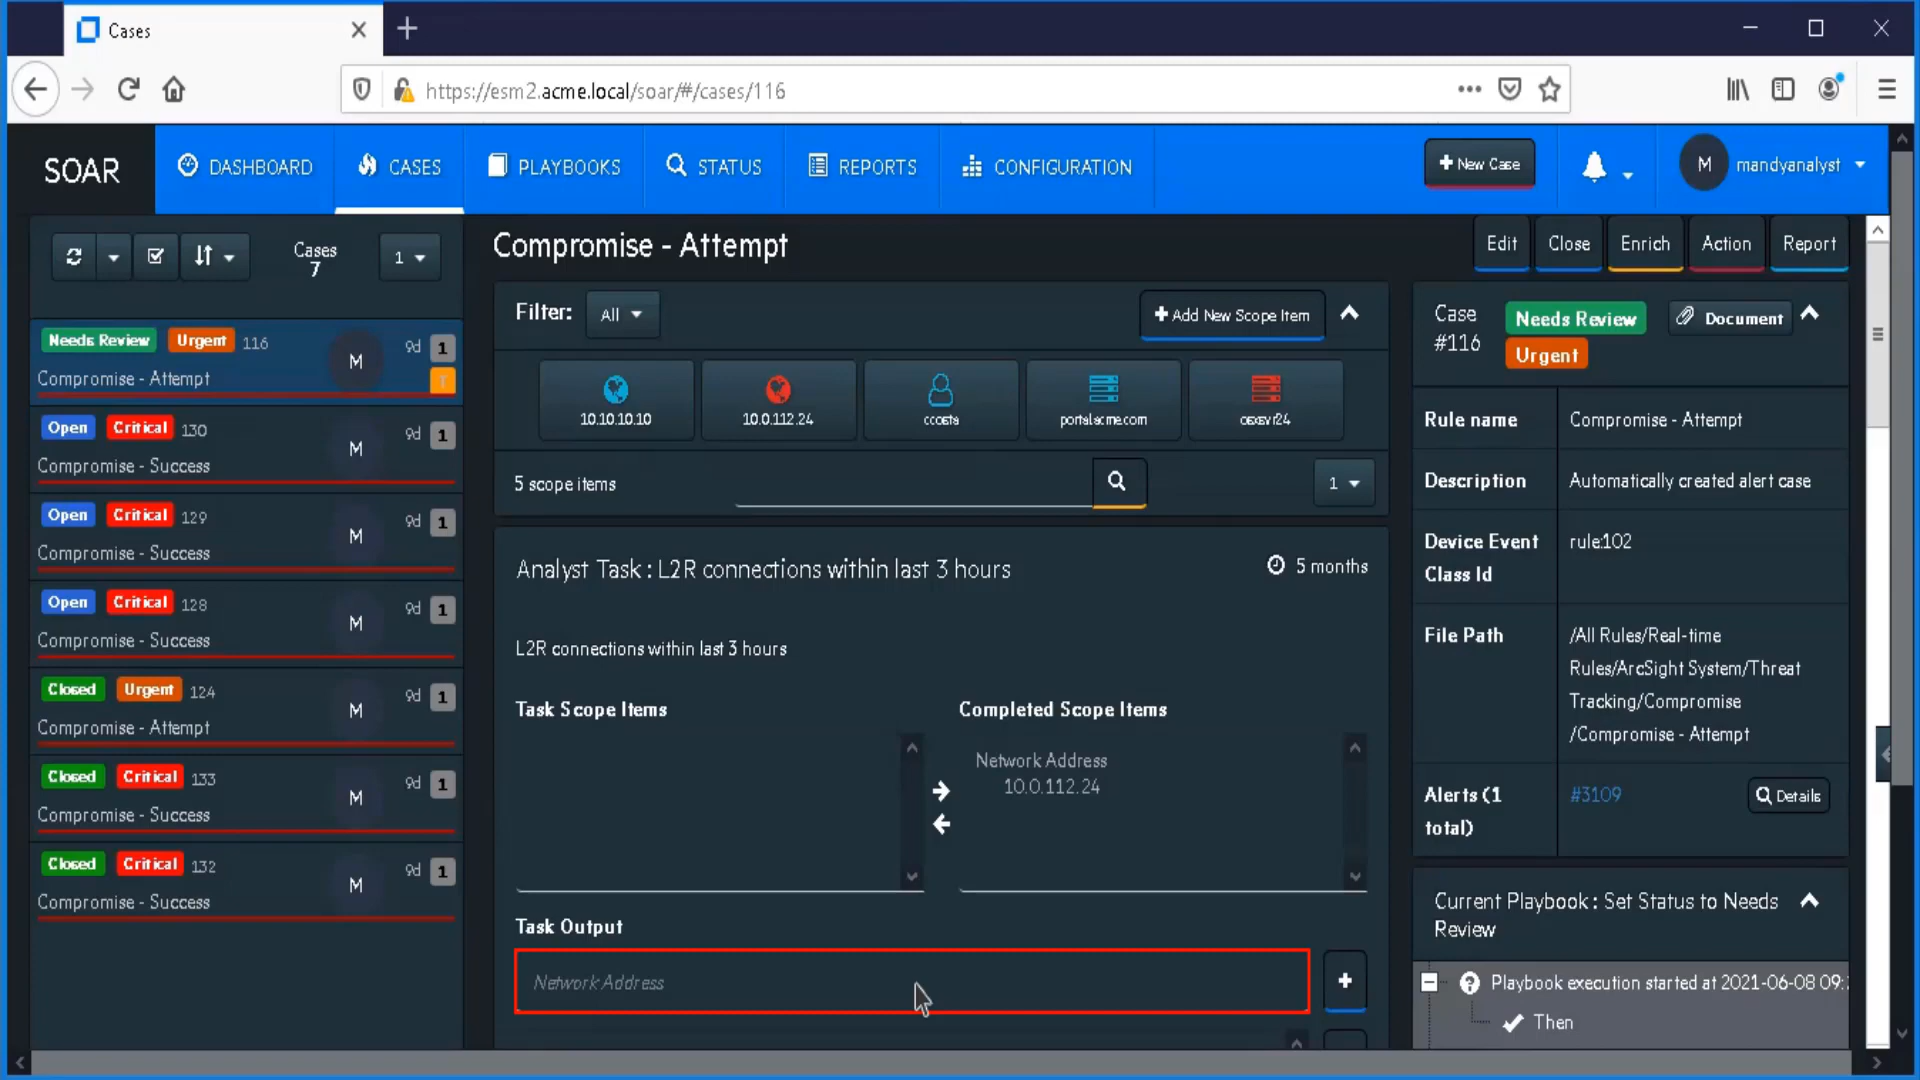 Cases
https://esm2.acme.local/soar/#/cases/116
SOAR
DASHBOARD
CASES
PLAYBOOKS
STATUS
REPORTS
CONFIGURATION
+ New Case
M
mandyanalyst
Cases
7
1
Needs Review Urgent 116
M
9d 1
T
Compromise - Attempt
Open Critical 130
M
9d 1
Compromise - Success
Open Critical 129
M
9d 1
Compromise - Success
Open Critical 128
M
9d 1
Compromise - Success
Closed Urgent 124
M
9d 1
Compromise - Attempt
Closed Critical 133
M
9d 1
Compromise - Success
Closed Critical 132
M
9d 1
Compromise - Success
Compromise - Attempt
Edit
Close
Enrich
Action
Report
Filter: All
+ Add New Scope Item
10.10.10.10
10.0.112.24
ccosta
portal.acme.com
5 scope items
1
Analyst Task : L2R connections within last 3 hours
5 months
L2R connections within last 3 hours
Task Scope Items
Completed Scope Items
Network Address
10.0.112.24
Task Output
Network Address
+
Case #116
Needs Review
Urgent
Document
Rule name
Compromise - Attempt
Description
Automatically created alert case
Device Event
Class Id
rule:102
File Path
/All Rules/Real-time
Rules/ArcSight System/Threat
Tracking/Compromise
/Compromise - Attempt
Alerts (1
total)
#3109
Details
Current Playbook : Set Status to Needs
Review
Playbook execution started at 2021-06-08 09:
Then